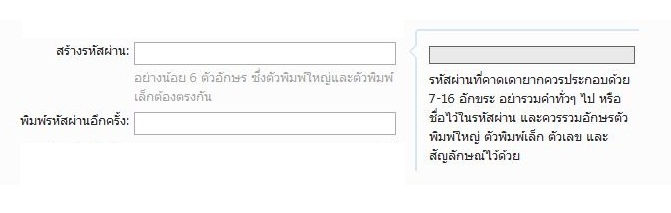 สร้างรหัสผ่าน:
อย่างน้อย 6 ตัวอักษร ซึ่งตัวพิมพ์ใหญ่และตัวพิมพ์
เล็กต้องตรงกัน
พิมพ์รหัสผ่านอีกครั้ง:
รหัสผ่านที่คาดเดายากควรประกอบด้วย
7-16 อักขระ อย่ารวมคำทั่วๆ ไป หรือ
ชื่อไว้ในรหัสผ่าน และควรรวมอักษรตัว
พิมพ์ใหญ่ ตัวพิมพ์เล็ก ตัวเลข และ
สัญลักษณ์ไว้ด้วย